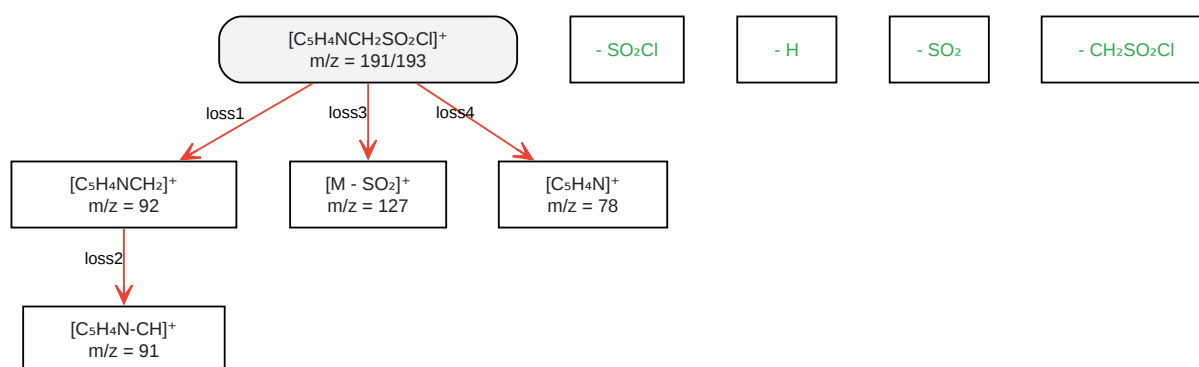 [C₅H₄NCH₂SO₂Cl]⁺
m/z = 191/193
- SO₂Cl
- H
- SO₂
- CH₂SO₂Cl
loss1
loss3
loss4
[C₅H₄NCH₂]⁺
m/z = 92
[M - SO₂]⁺
m/z = 127
[C₅H₄N]⁺
m/z = 78
loss2
[C₅H₄N-CH]⁺
m/z = 91